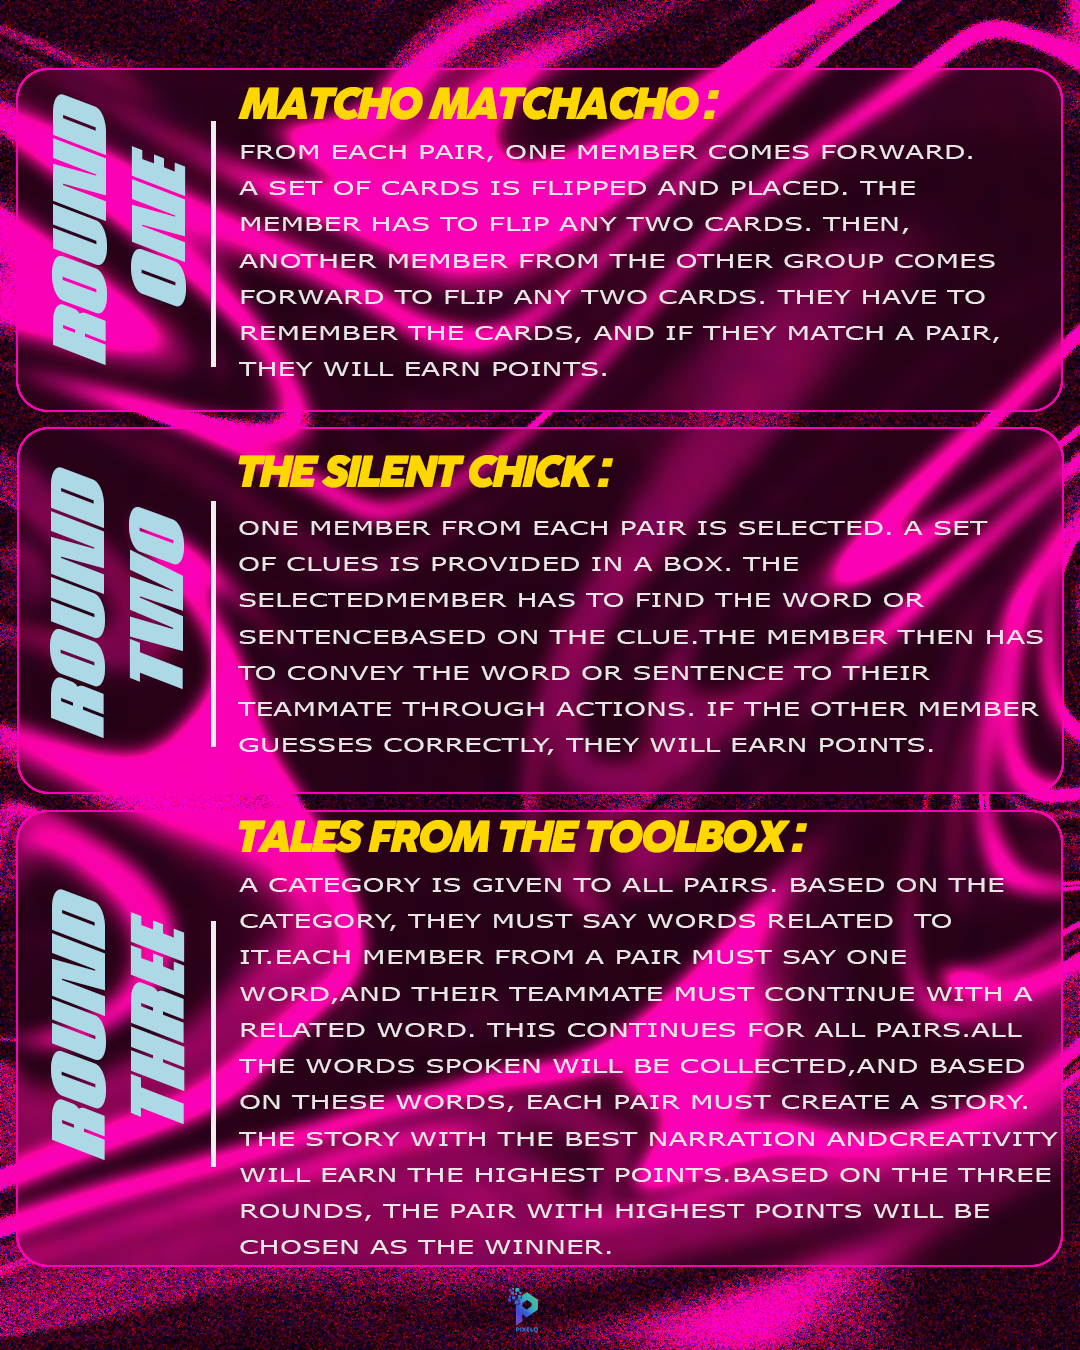 ROUND ONE
MATCHO MATCHACHO :
FROM EACH PAIR, ONE MEMBER COMES FORWARD.
A SET OF CARDS IS FLIPPED AND PLACED. THE
MEMBER HAS TO FLIP ANY TWO CARDS. THEN,
ANOTHER MEMBER FROM THE OTHER GROUP COMES
FORWARD TO FLIP ANY TWO CARDS. THEY HAVE TO
REMEMBER THE CARDS, AND IF THEY MATCH A PAIR,
THEY WILL EARN POINTS.
ROUND TWO
THE SILENT CHICK :
ONE MEMBER FROM EACH PAIR IS SELECTED. A SET
OF CLUES IS PROVIDED IN A BOX. THE
SELECTEDMEMBER HAS TO FIND THE WORD OR
SENTENCEBASED ON THE CLUE.THE MEMBER THEN HAS
TO CONVEY THE WORD OR SENTENCE TO THEIR
TEAMMATE THROUGH ACTIONS. IF THE OTHER MEMBER
GUESSES CORRECTLY, THEY WILL EARN POINTS.
ROUND THREE
TALES FROM THE TOOLBOX :
A CATEGORY IS GIVEN TO ALL PAIRS. BASED ON THE
CATEGORY, THEY MUST SAY WORDS RELATED  TO
IT.EACH MEMBER FROM A PAIR MUST SAY ONE
WORD,AND THEIR TEAMMATE MUST CONTINUE WITH A
RELATED WORD. THIS CONTINUES FOR ALL PAIRS.ALL
THE WORDS SPOKEN WILL BE COLLECTED,AND BASED
ON THESE WORDS, EACH PAIR MUST CREATE A STORY.
THE STORY WITH THE BEST NARRATION ANDCREATIVITY
WILL EARN THE HIGHEST POINTS.BASED ON THE THREE
ROUNDS, THE PAIR WITH HIGHEST POINTS WILL BE
CHOSEN AS THE WINNER.
PIXELQ